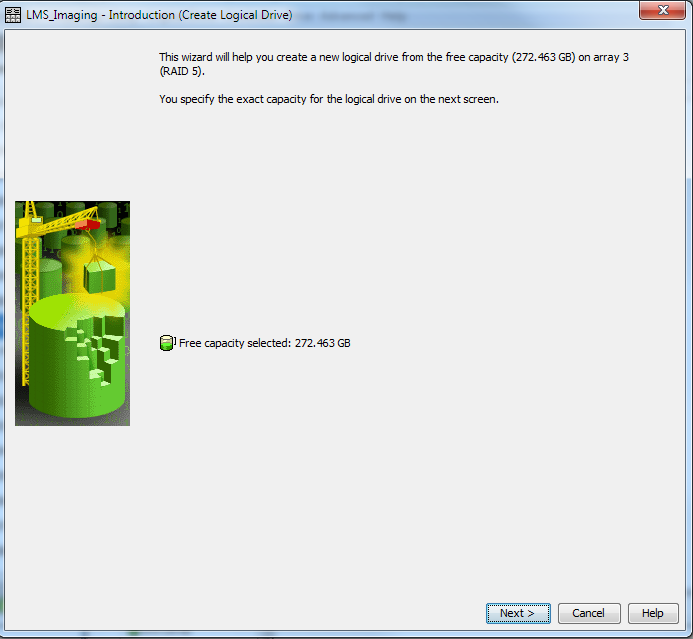 LMS_Imaging - Introduction (Create Logical Drive)
This wizard will help you create a new logical drive from the free capacity (272.463 GB) on array 3
(RAID 5).
You specify the exact capacity for the logical drive on the next screen.
Free capacity selected: 272.463 GB
Next >
Cancel
Help